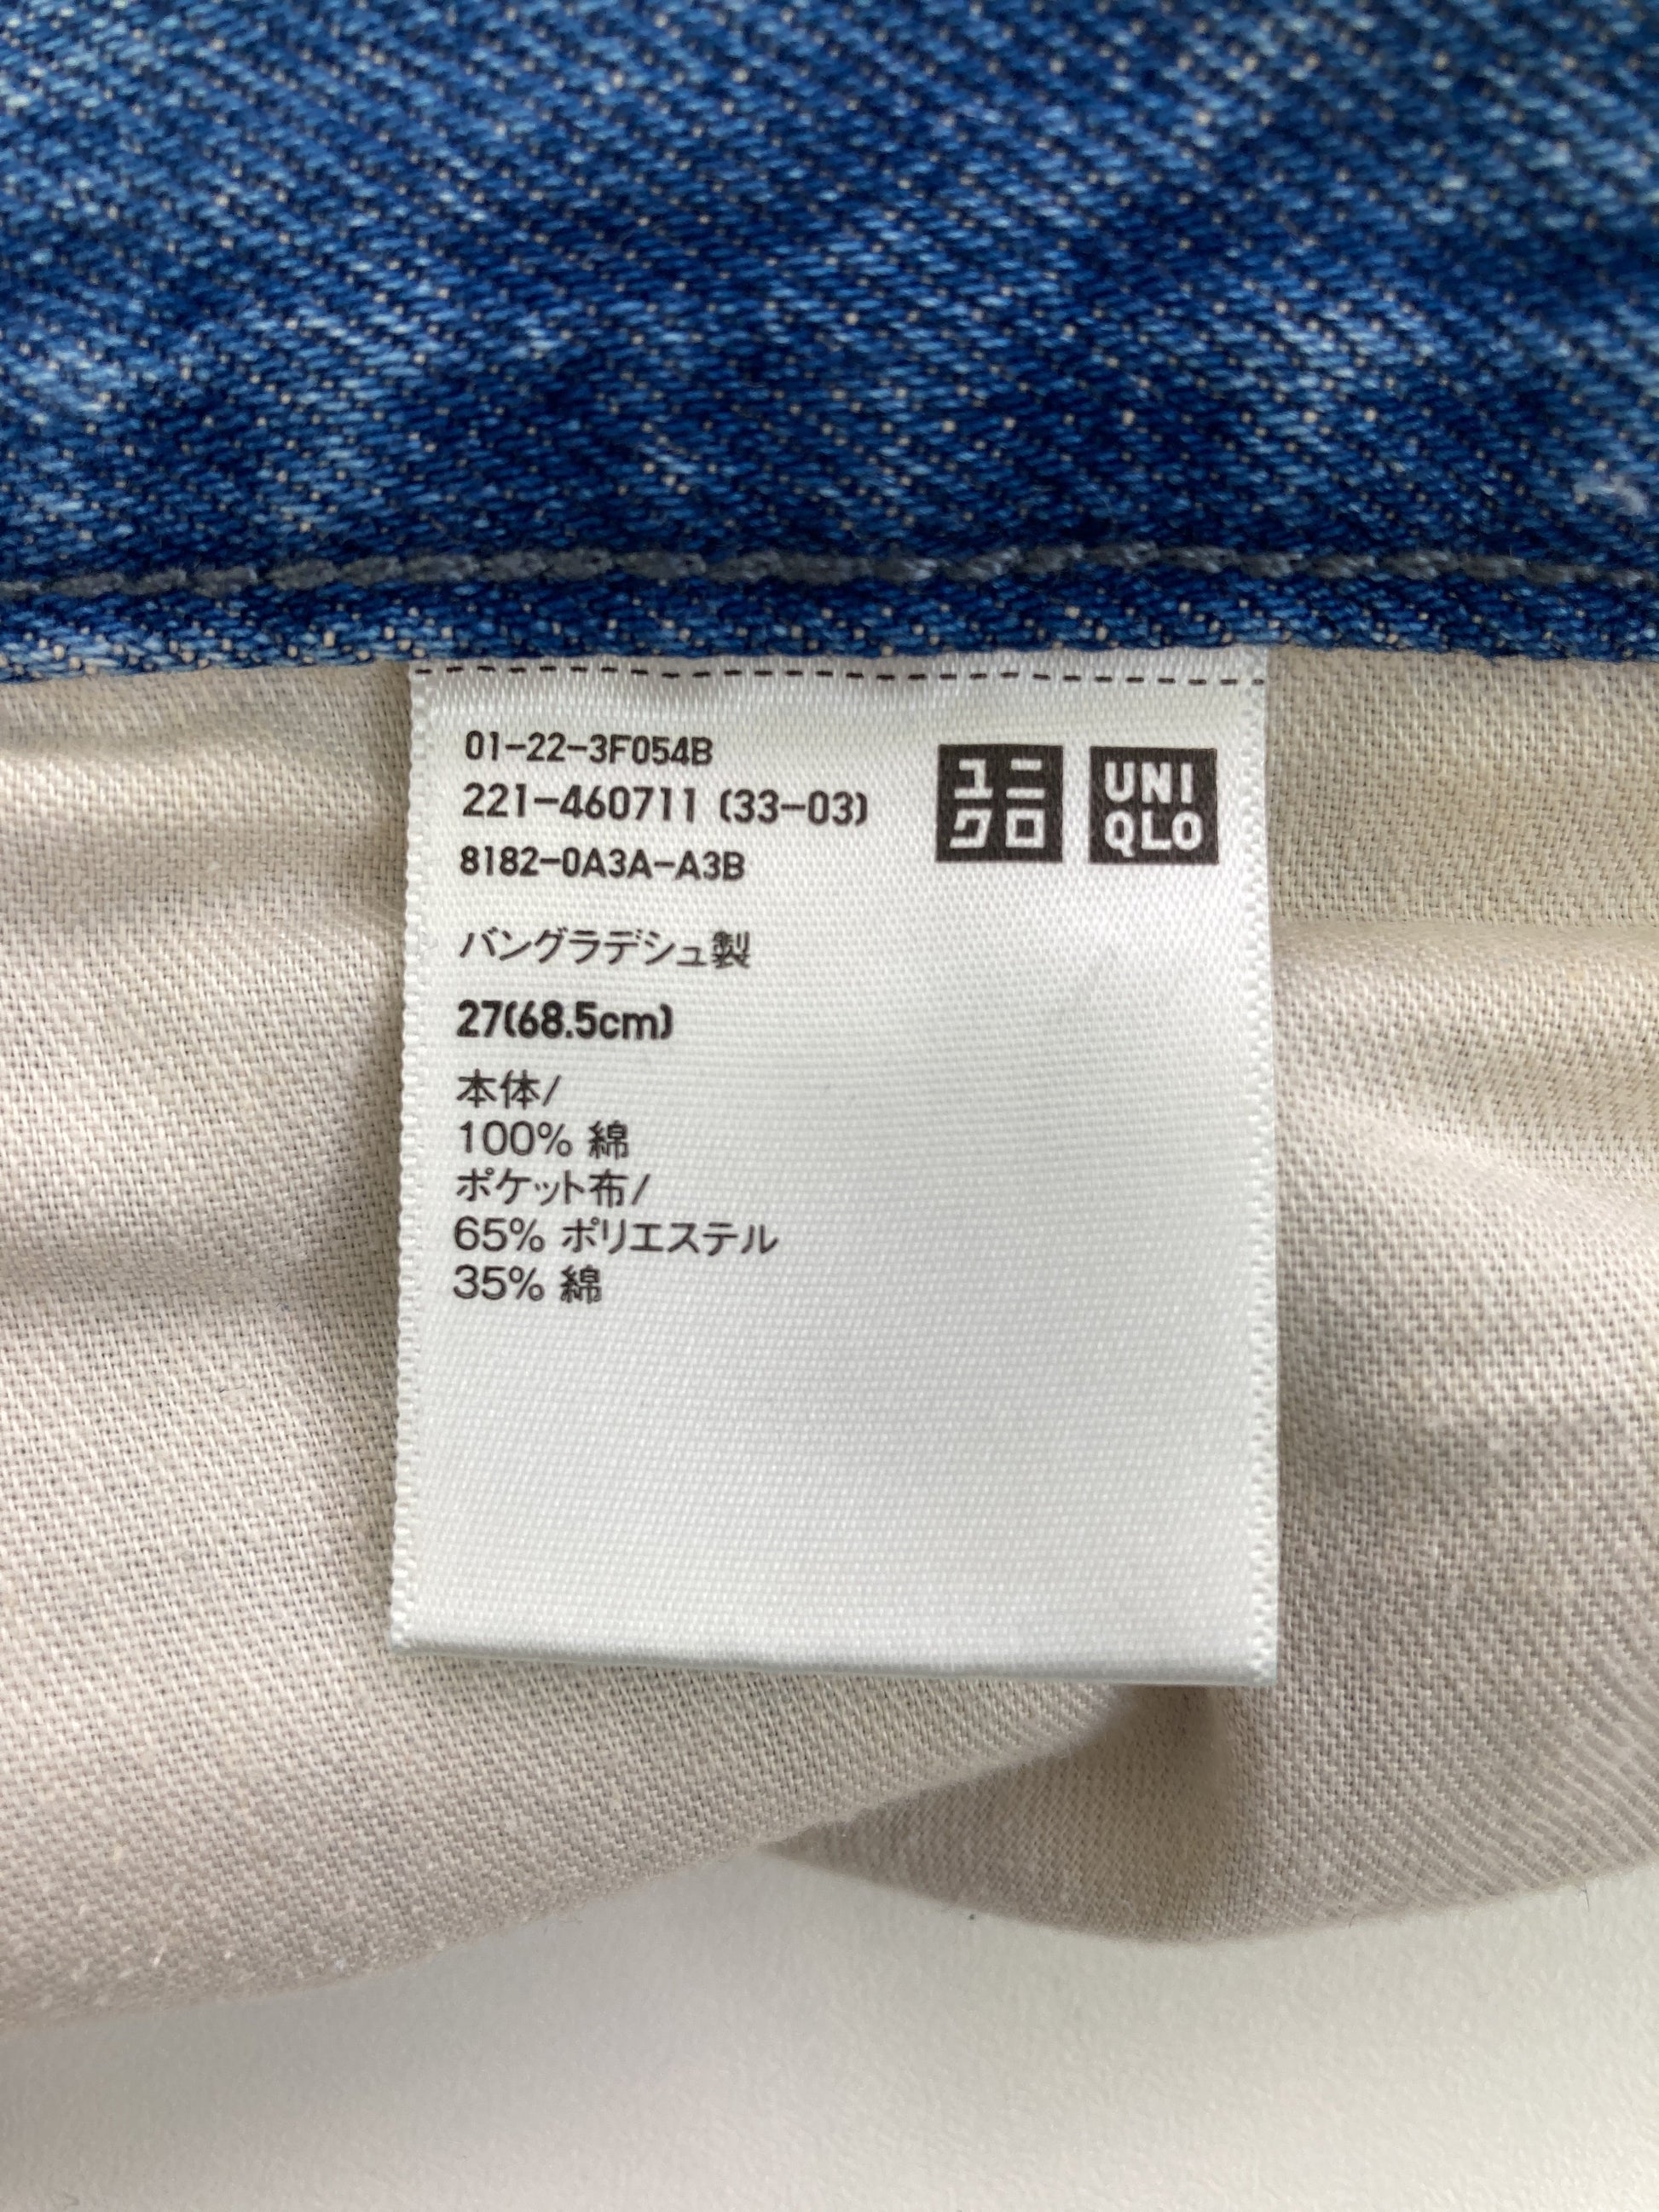 01-22-3F054B
221-460711 (33-03)
8182-0A3A-A3B
ユニ
クロ
UNI
QLO
バングラデシュ製
27(68.5cm)
本体/
100% 綿
ポケット布/
65% ポリエステル
35% 綿